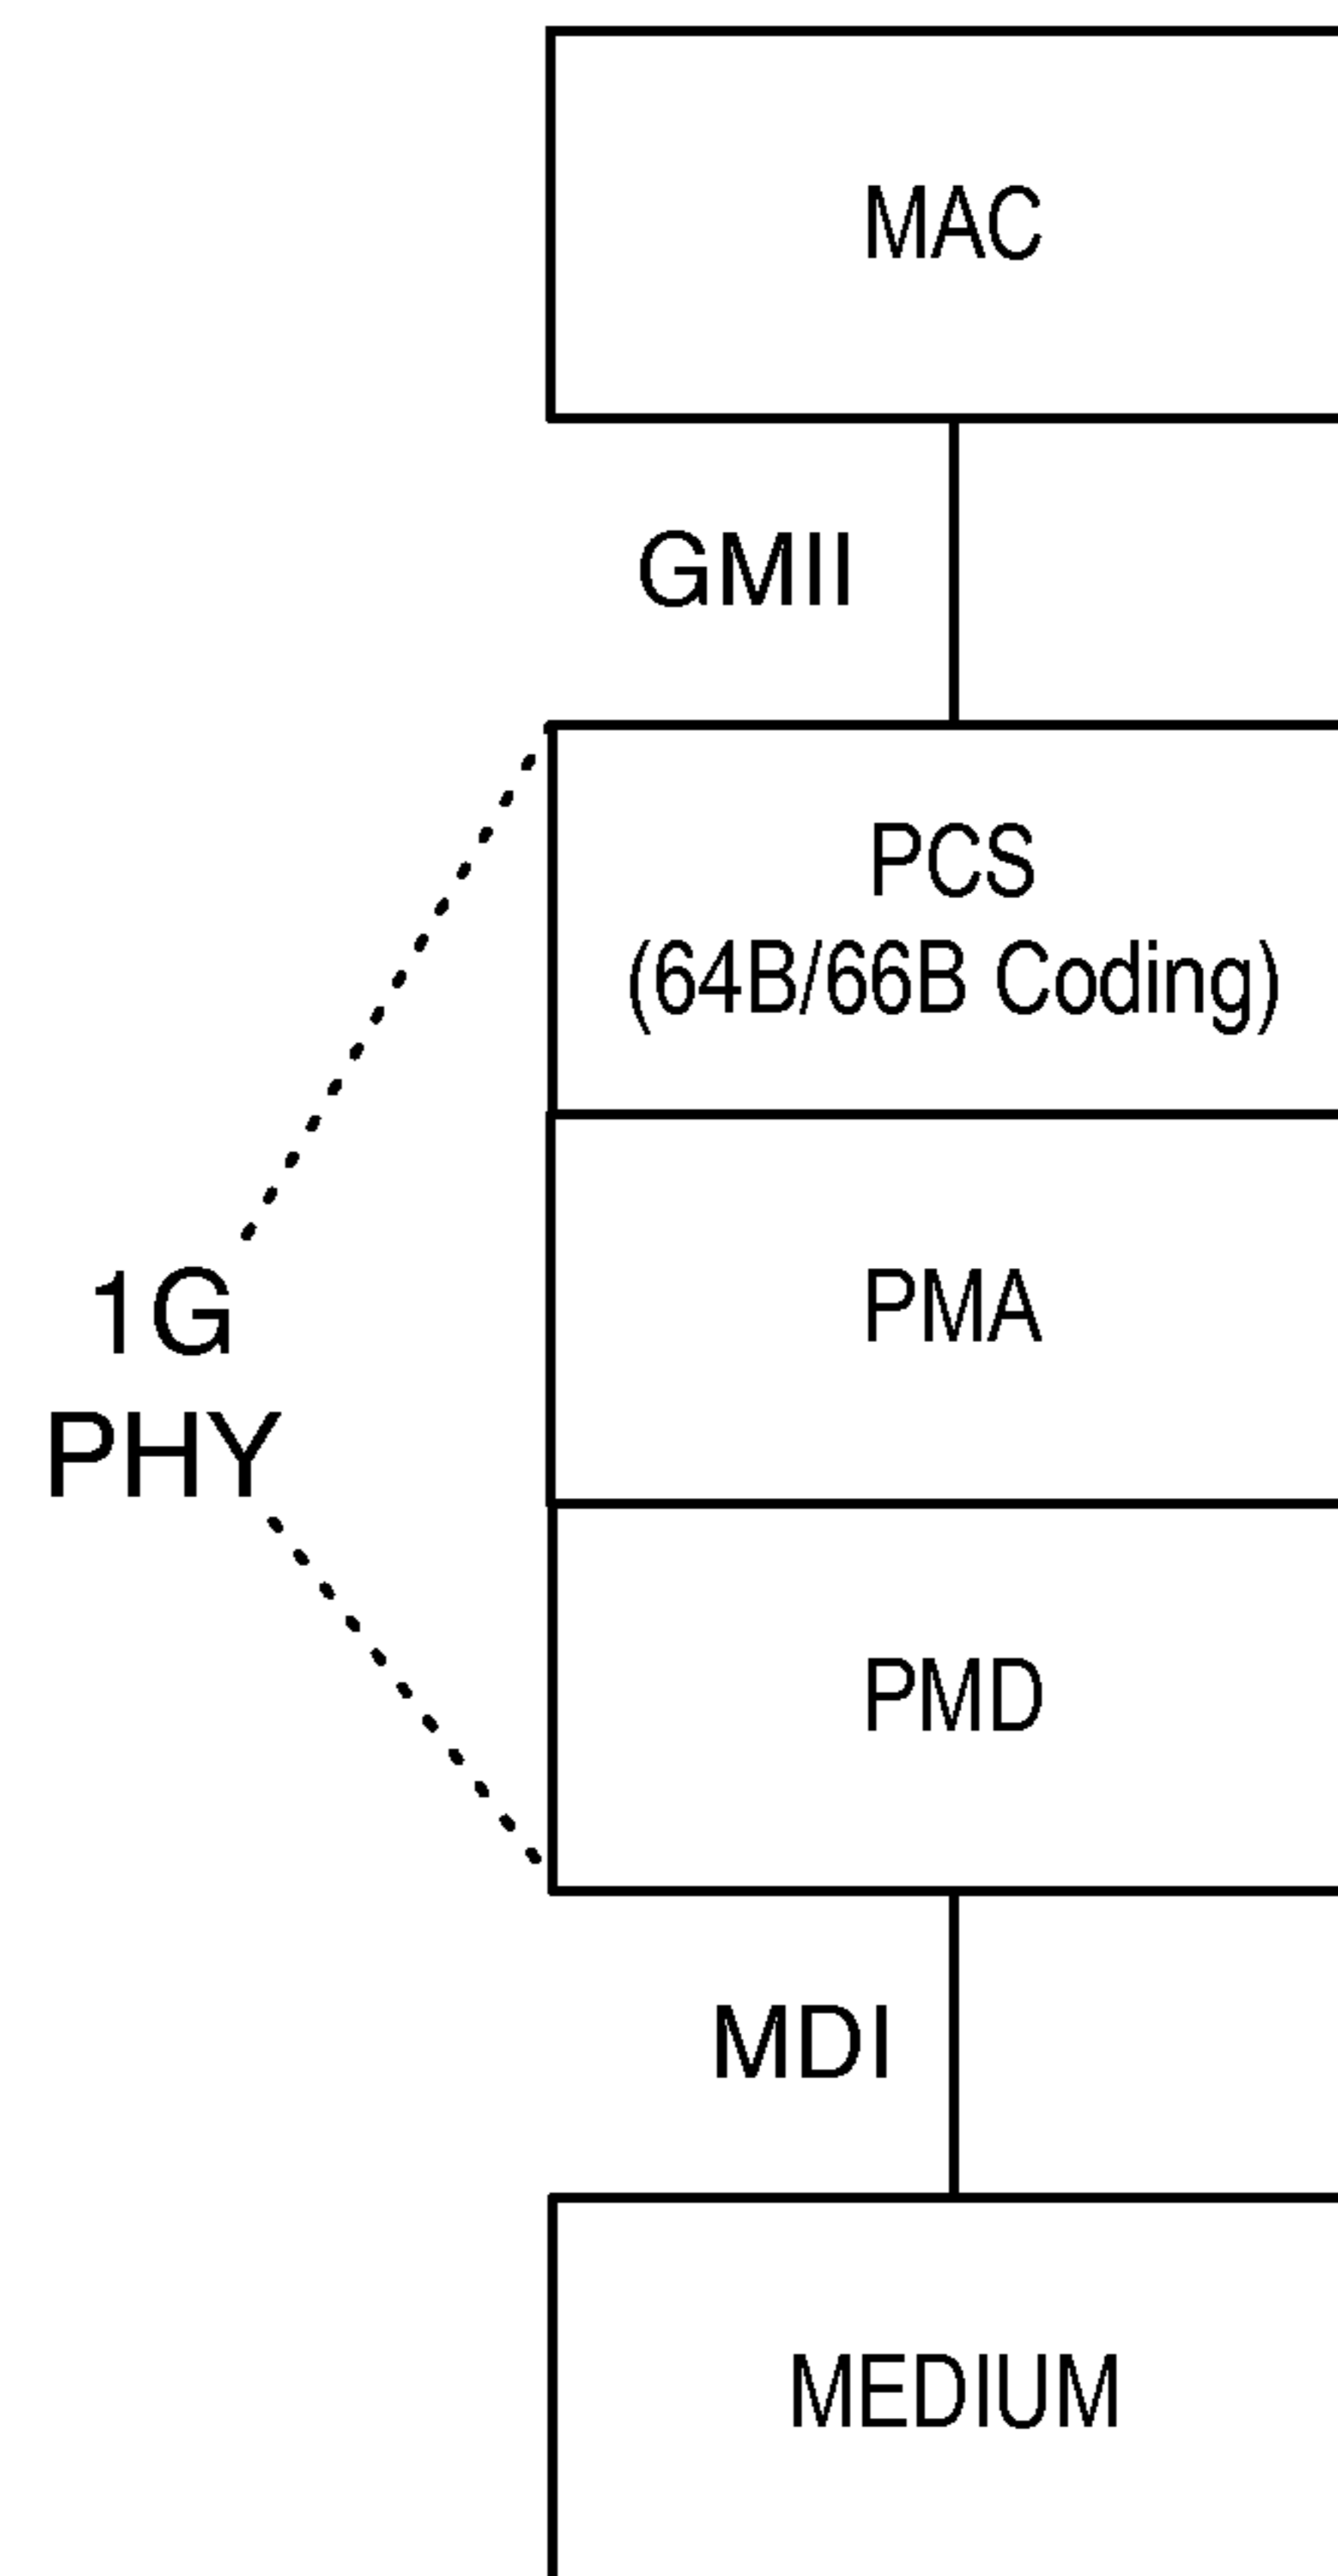 MAC
GMII
PCS
(64B/66B Coding)
1G
PHY
PMA
PMD
MDI
MEDIUM